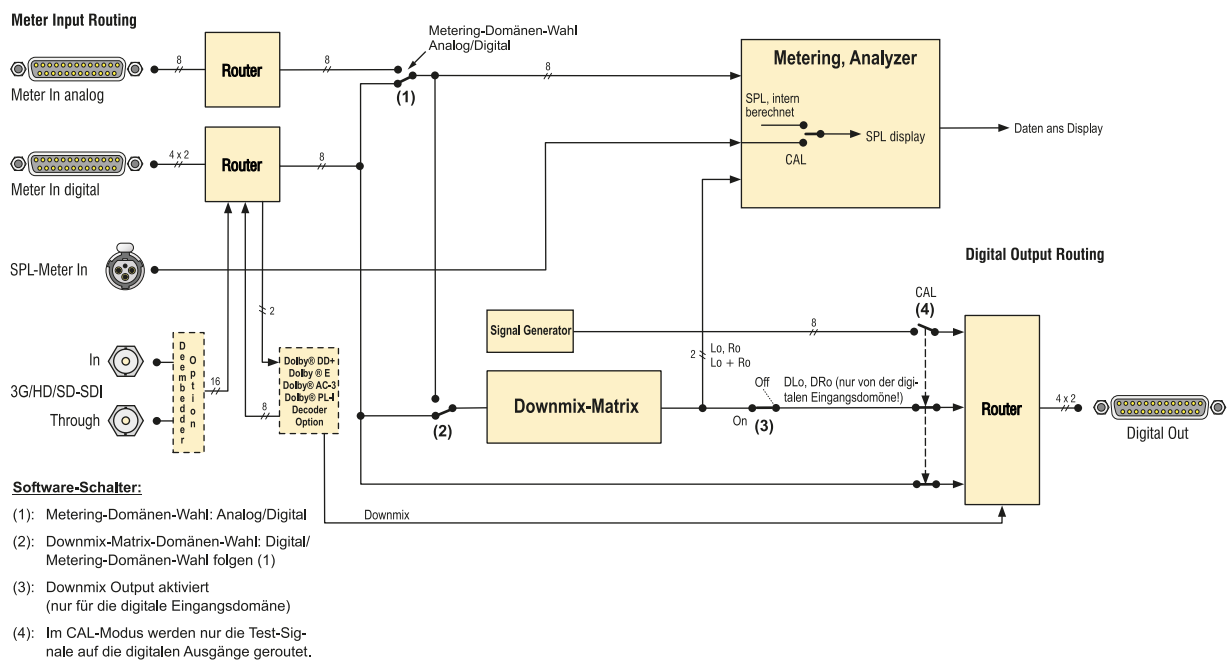 Meter Input Routing
Metering-Domänen-Wahl
Analog/Digital
8
Router
8
(1)
8
Meter In analog
Metering, Analyzer
SPL, intern
berechnet
SPL display
CAL
Daten ans Display
4 x 2
Router
8
Meter In digital
SPL-Meter In
2
Digital Output Routing
CAL
(4)
Signal Generator
8
2
Lo, Ro
Lo + Ro
In
3G/HD/SD-SDI
Through
Deembedder
Option
16
8
Dolby® DD+
Dolby ® E
Dolby® AC-3
Dolby® PL-I
Decoder
Option
(2)
Downmix-Matrix
Off
On
(3)
DLo, DRo (nur von der digi-
talen Eingangsdomöne!)
Router
4 x 2
Digital Out
Downmix
Software-Schalter:
(1): Metering-Domänen-Wahl: Analog/Digital
(2): Downmix-Matrix-Domänen-Wahl: Digital/
Metering-Domänen-Wahl folgen (1)
(3): Downmix Output aktiviert
(nur für die digitale Eingangsdomäne)
(4): Im CAL-Modus werden nur die Test-Sig-
nale auf die digitalen Ausgänge geroutet.